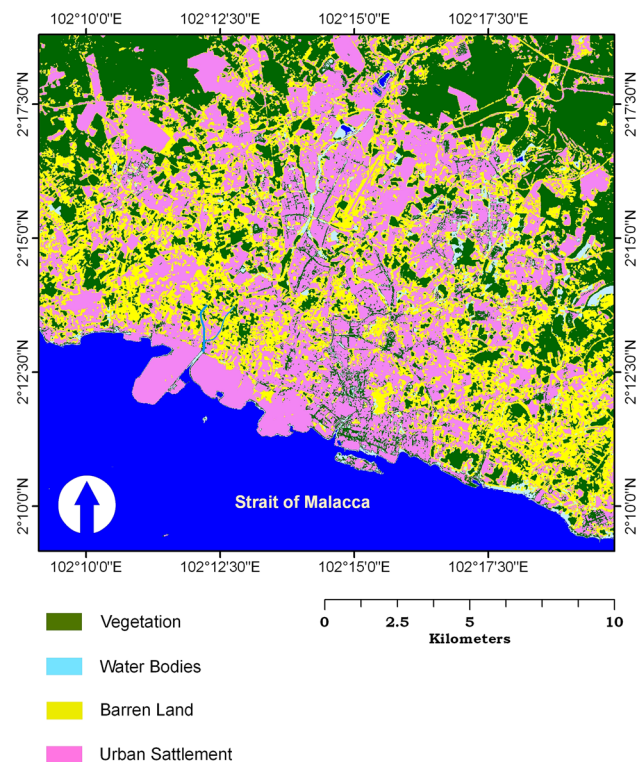 102°10'0"E 102°12'30"E 102°15'0"E 102°17'30"E
2°17'30"N 2°17'30"N
2°15'0"N 2°15'0"N
2°12'30"N 2°12'30"N
2°10'0"N 2°10'0"N
Strait of Malacca
102°10'0"E 102°12'30"E 102°15'0"E 102°17'30"E
Vegetation
Water Bodies
Barren Land
Urban Sattlement
0 2.5 5 10
Kilometers